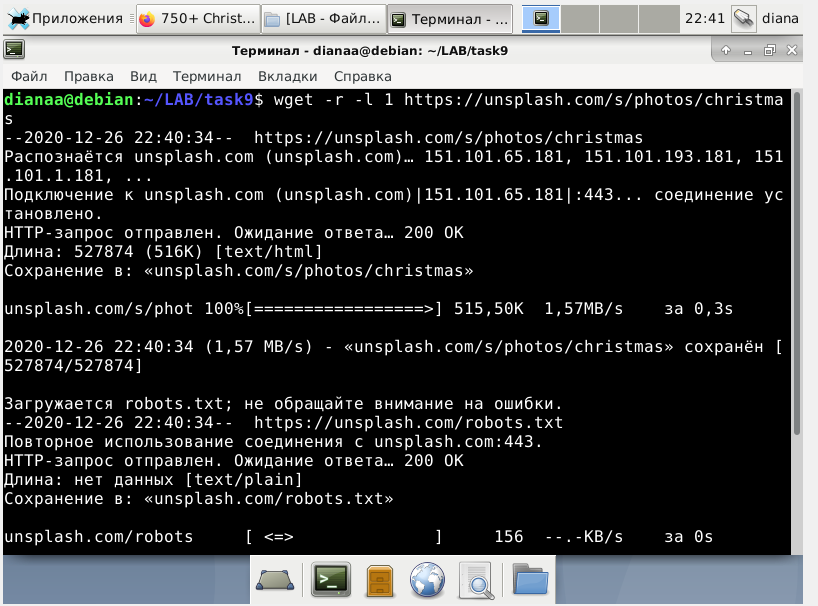 Приложения 750+ Christ... [LAB - Файл... Терминал - ... 22:41 diana
Терминал - dianaa@debian: ~/LAB/task9
Файл Правка Вид Терминал Вкладки Справка
dianaa@debian:~/LAB/task9$ wget -r -l 1 https://unsplash.com/s/photos/christma
s
--2020-12-26 22:40:34-- https://unsplash.com/s/photos/christmas
Распознаётся unsplash.com (unsplash.com)… 151.101.65.181, 151.101.193.181, 151
.101.1.181, ...
Подключение к unsplash.com (unsplash.com)|151.101.65.181|:443... соединение ус
тановлено.
HTTP-запрос отправлен. Ожидание ответа… 200 OK
Длина: 527874 (516K) [text/html]
Сохранение в: «unsplash.com/s/photos/christmas»
unsplash.com/s/phot 100%[=================>] 515,50K 1,57MB/s за 0,3s
2020-12-26 22:40:34 (1,57 MB/s) - «unsplash.com/s/photos/christmas» сохранён [
527874/527874]
Загружается robots.txt; не обращайте внимание на ошибки.
--2020-12-26 22:40:34-- https://unsplash.com/robots.txt
Повторное использование соединения с unsplash.com:443.
HTTP-запрос отправлен. Ожидание ответа… 200 OK
Длина: нет данных [text/plain]
Сохранение в: «unsplash.com/robots.txt»
unsplash.com/robots [ <=> ] 156 --.-KB/s за 0s